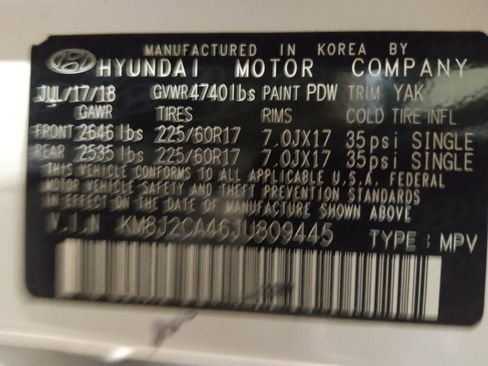 MANUFACTURED IN KOREA BY
HYUNDAI MOTOR COMPANY
JUL/17/18 GVWR 4740lbs PAINT PDW TRIM YAK
GAWR TIRES RIMS COLD TIRE INFL
FRONT 2646 lbs 225/60R17 7.0JX17 35psi SINGLE
REAR 2535 lbs 225/60R17 7.0JX17 35psi SINGLE
THIS VEHICLE CONFORMS TO ALL APPLICABLE U.S.A. FEDERAL
MOTOR VEHICLE SAFETY AND THEFT PREVENTION STANDARDS
IN EFFECT ON THE DATE OF MANUFACTURE SHOWN ABOVE.
V.I.N KM8J2CA46JU809445 TYPE: MPV